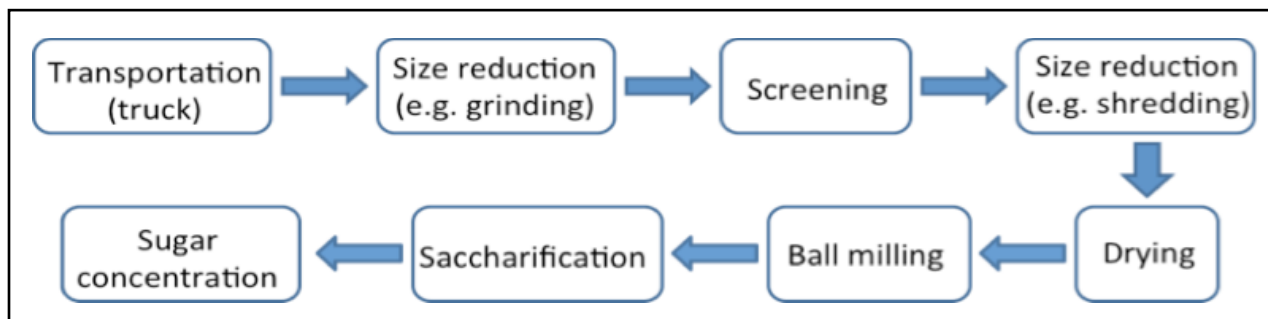 Transportation
(truck)
Size reduction
(e.g. grinding)
Screening
Size reduction
(e.g. shredding)
Drying
Ball milling
Saccharification
Sugar
concentration